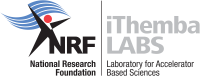 NRF
National Research
Foundation
iThemba
LABS
Laboratory for Accelerator
Based Sciences